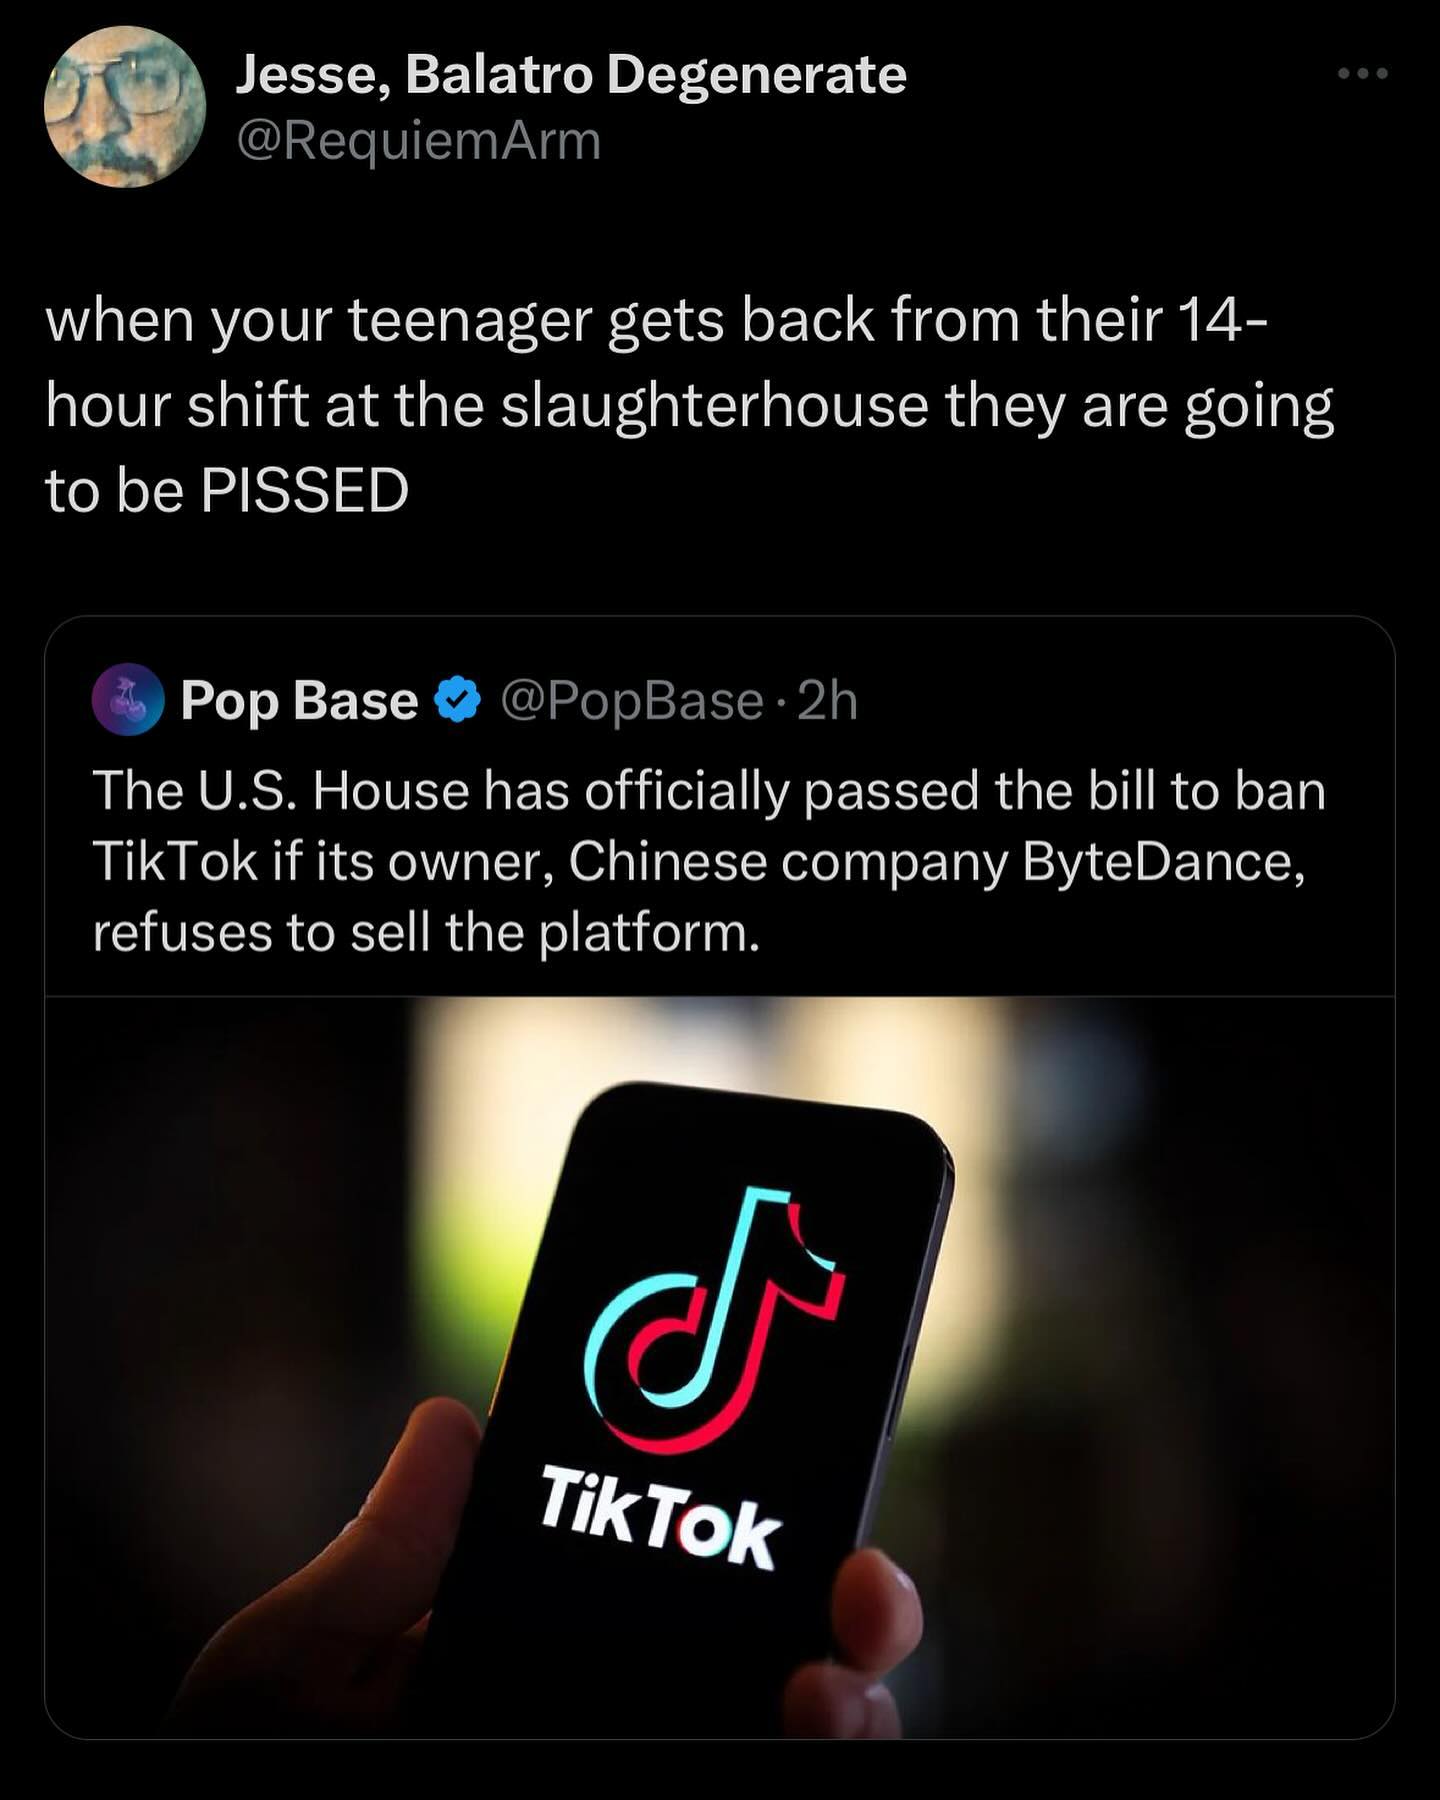 Jesse, Balatro Degenerate
@RequiemArm
when your teenager gets back from their 14-
hour shift at the slaughterhouse they are going
to be PISSED
Pop Base @PopBase · 2h
The U.S. House has officially passed the bill to ban
TikTok if its owner, Chinese company ByteDance,
refuses to sell the platform.
TikTok